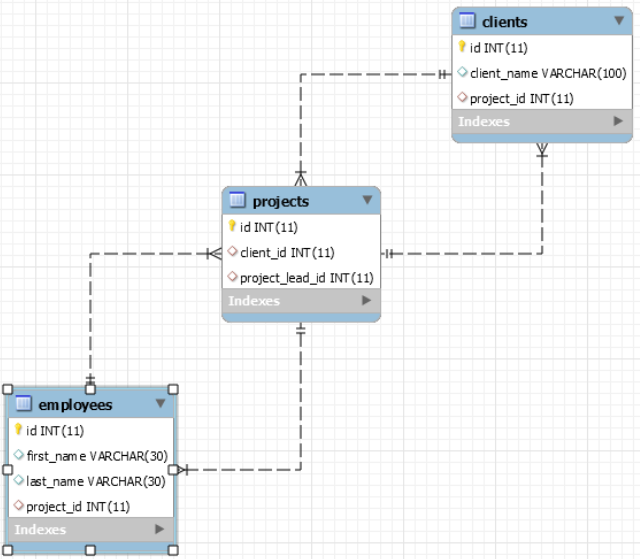 clients
id INT(11)
client_name VARCHAR(100)
project_id INT(11)
Indexes
projects
id INT(11)
client_id INT(11)
project_lead_id INT(11)
Indexes
employees
id INT(11)
first_name VARCHAR(30)
last_name VARCHAR(30)
project_id INT(11)
Indexes